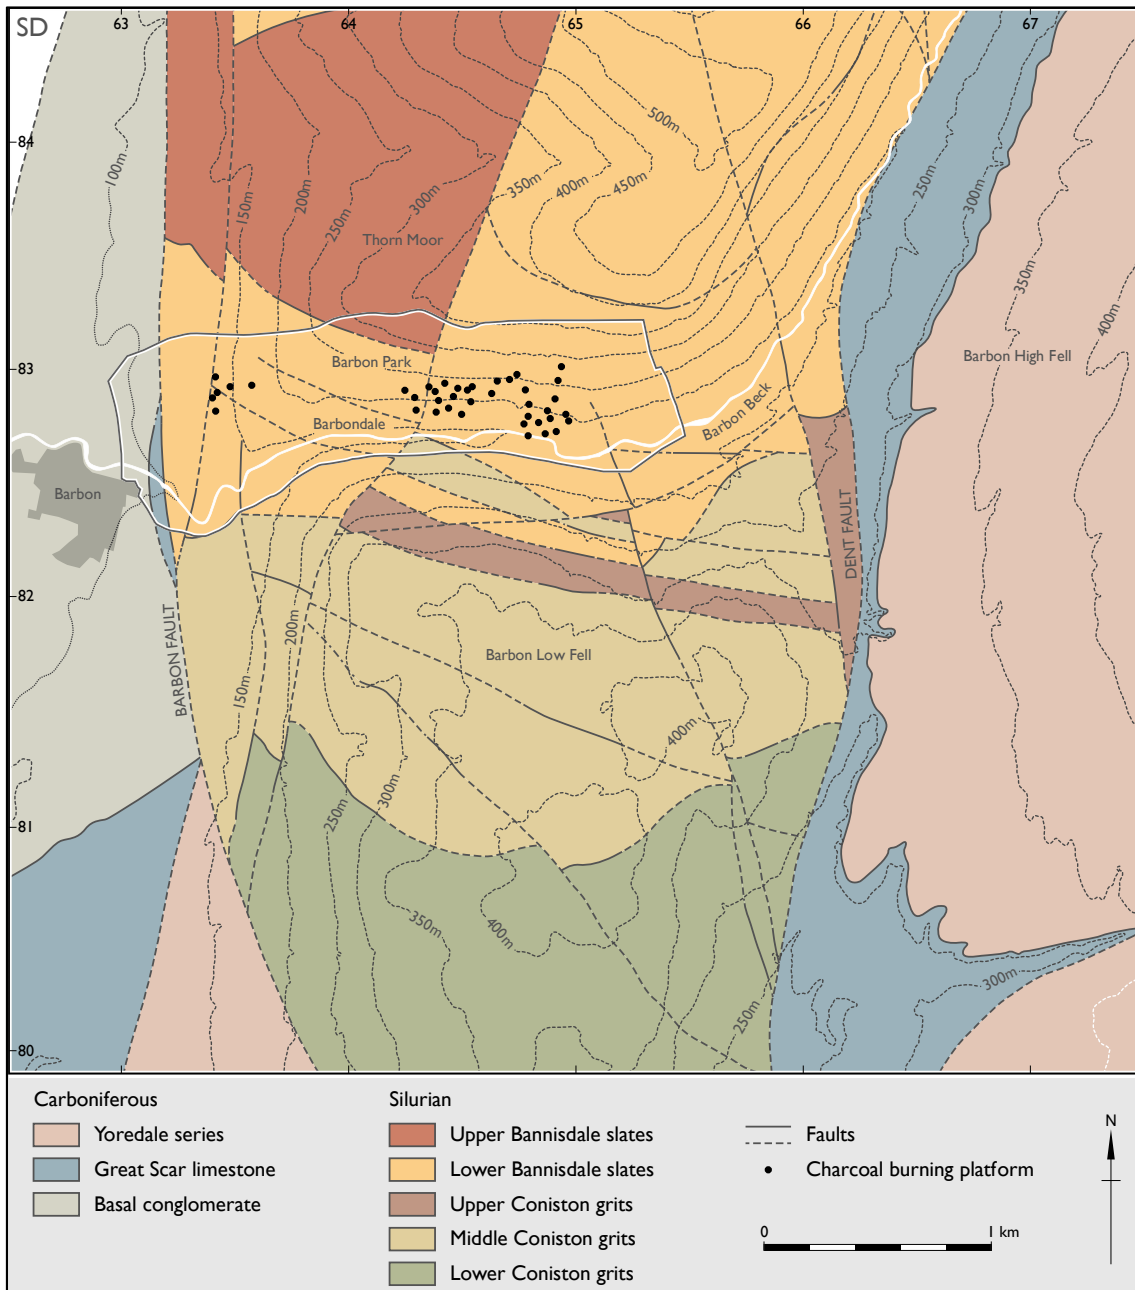 SD
63
64
65
66
67
84
83
82
81
80
100m
150m
200m
250m
300m
350m
400m
450m
500m
250m
300m
350m
400m
Thorn Moor
Barbon High Fell
Barbon Park
Barbondale
Barbon Beck
Barbon
DENT FAULT
BARBON FAULT
Barbon Low Fell
150m
200m
250m
300m
350m
400m
400m
250m
300m
Carboniferous
Yoredale series
Great Scar limestone
Basal conglomerate
Silurian
Upper Bannisdale slates
Lower Bannisdale slates
Upper Coniston grits
Middle Coniston grits
Lower Coniston grits
Faults
Charcoal burning platform
0
1 km
N